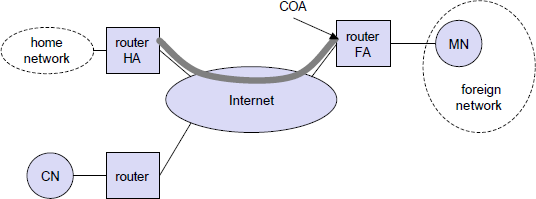 COA
home
network
router
HA
router
FA
MN
Internet
foreign
network
CN
router